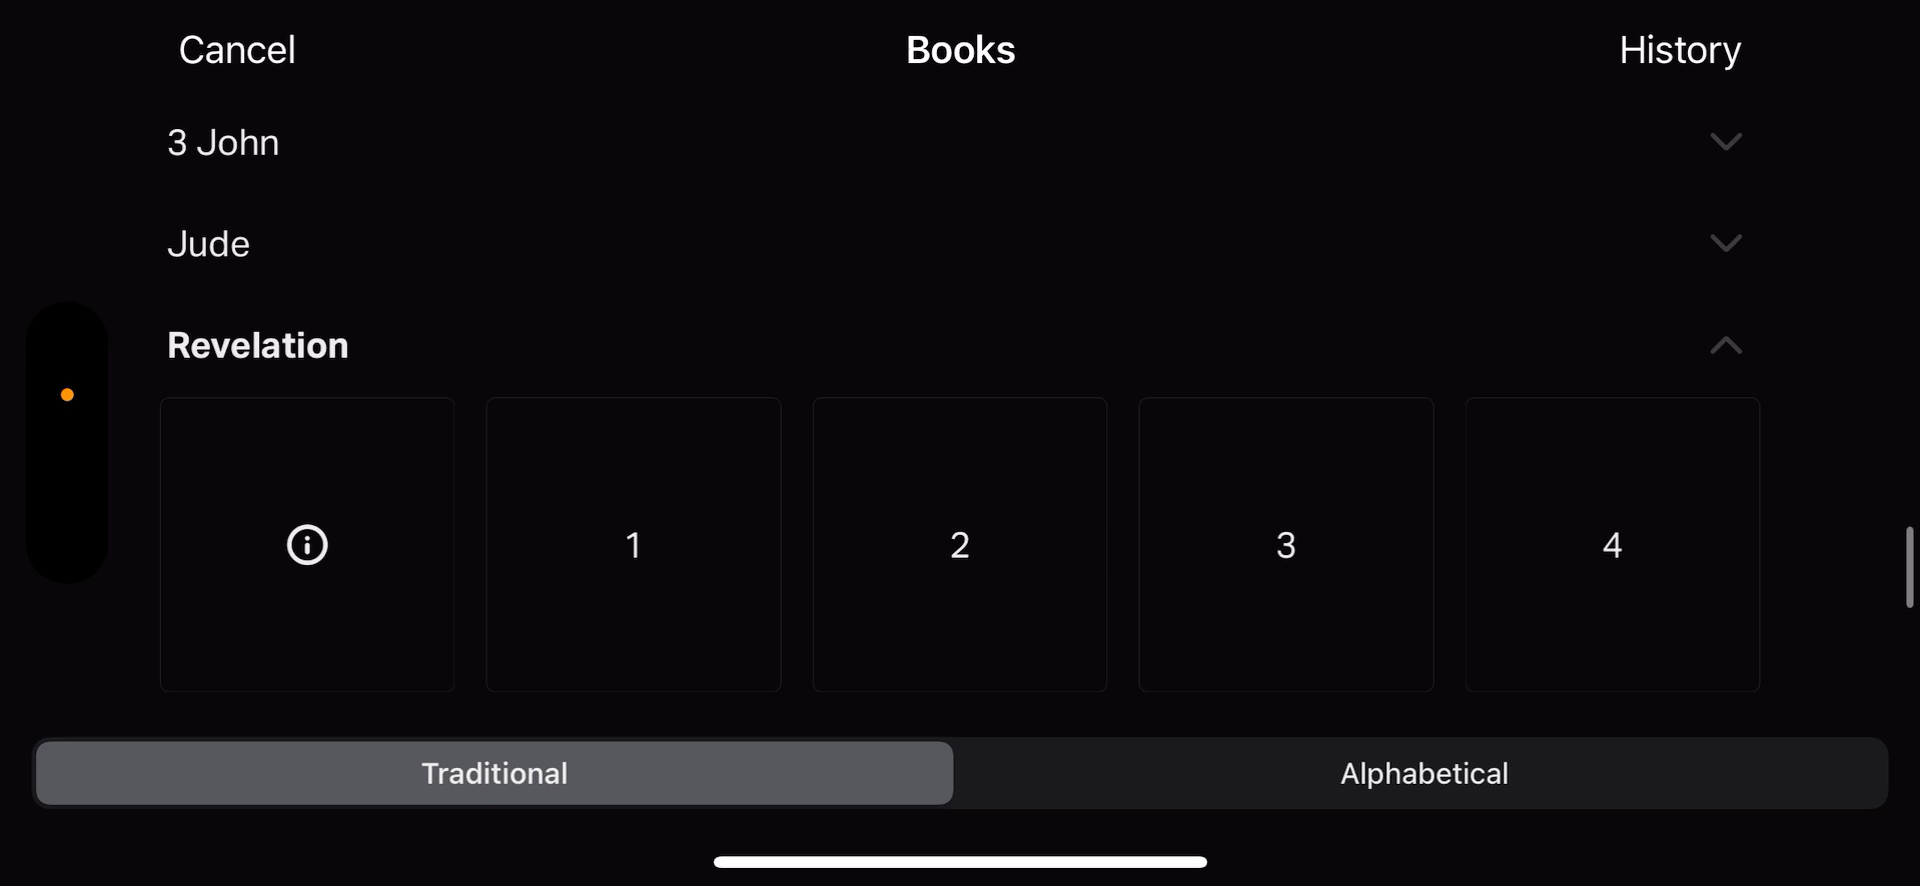 Cancel Books History
3 John
Jude
Revelation
1 2 3 4
Traditional Alphabetical